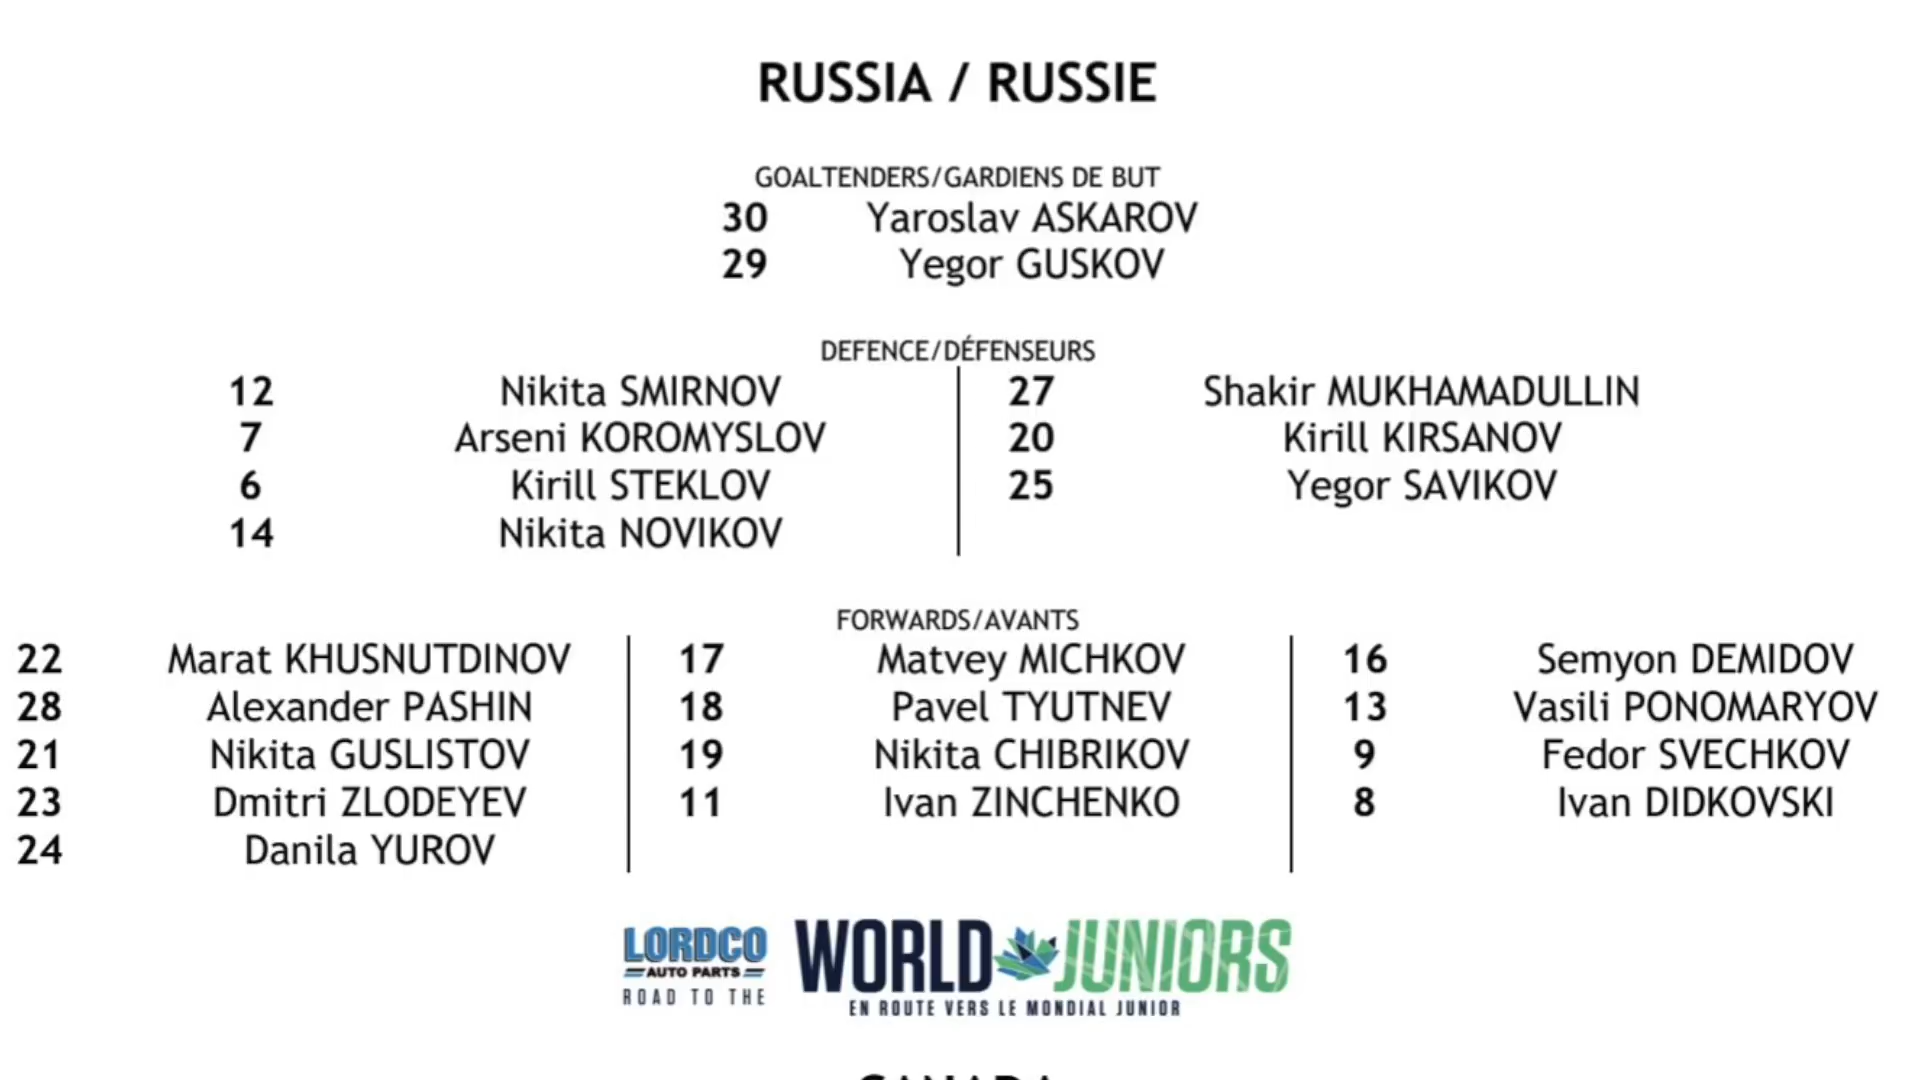 RUSSIA / RUSSIE
GOALTENDERS/GARDIENS DE BUT
30 Yaroslav ASKAROV
29 Yegor GUSKOV
DEFENCE/DÉFENSEURS
12 Nikita SMIRNOV 27 Shakir MUKHAMADULLIN
7 Arseni KOROMYSLOV 20 Kirill KIRSANOV
6 Kirill STEKLOV 25 Yegor SAVIKOV
14 Nikita NOVIKOV
FORWARDS/AVANTS
22 Marat KHUSNUTDINOV 17 Matvey MICHKOV 16 Semyon DEMIDOV
28 Alexander PASHIN 18 Pavel TYUTNEV 13 Vasili PONOMARYOV
21 Nikita GUSLISTOV 19 Nikita CHIBRIKOV 9 Fedor SVECHKOV
23 Dmitri ZLODEYEV 11 Ivan ZINCHENKO 8 Ivan DIDKOVSKI
24 Danila YUROV
LORDCO
AUTO PARTS
ROAD TO THE
WORLD JUNIORS
EN ROUTE VERS LE MONDIAL JUNIOR